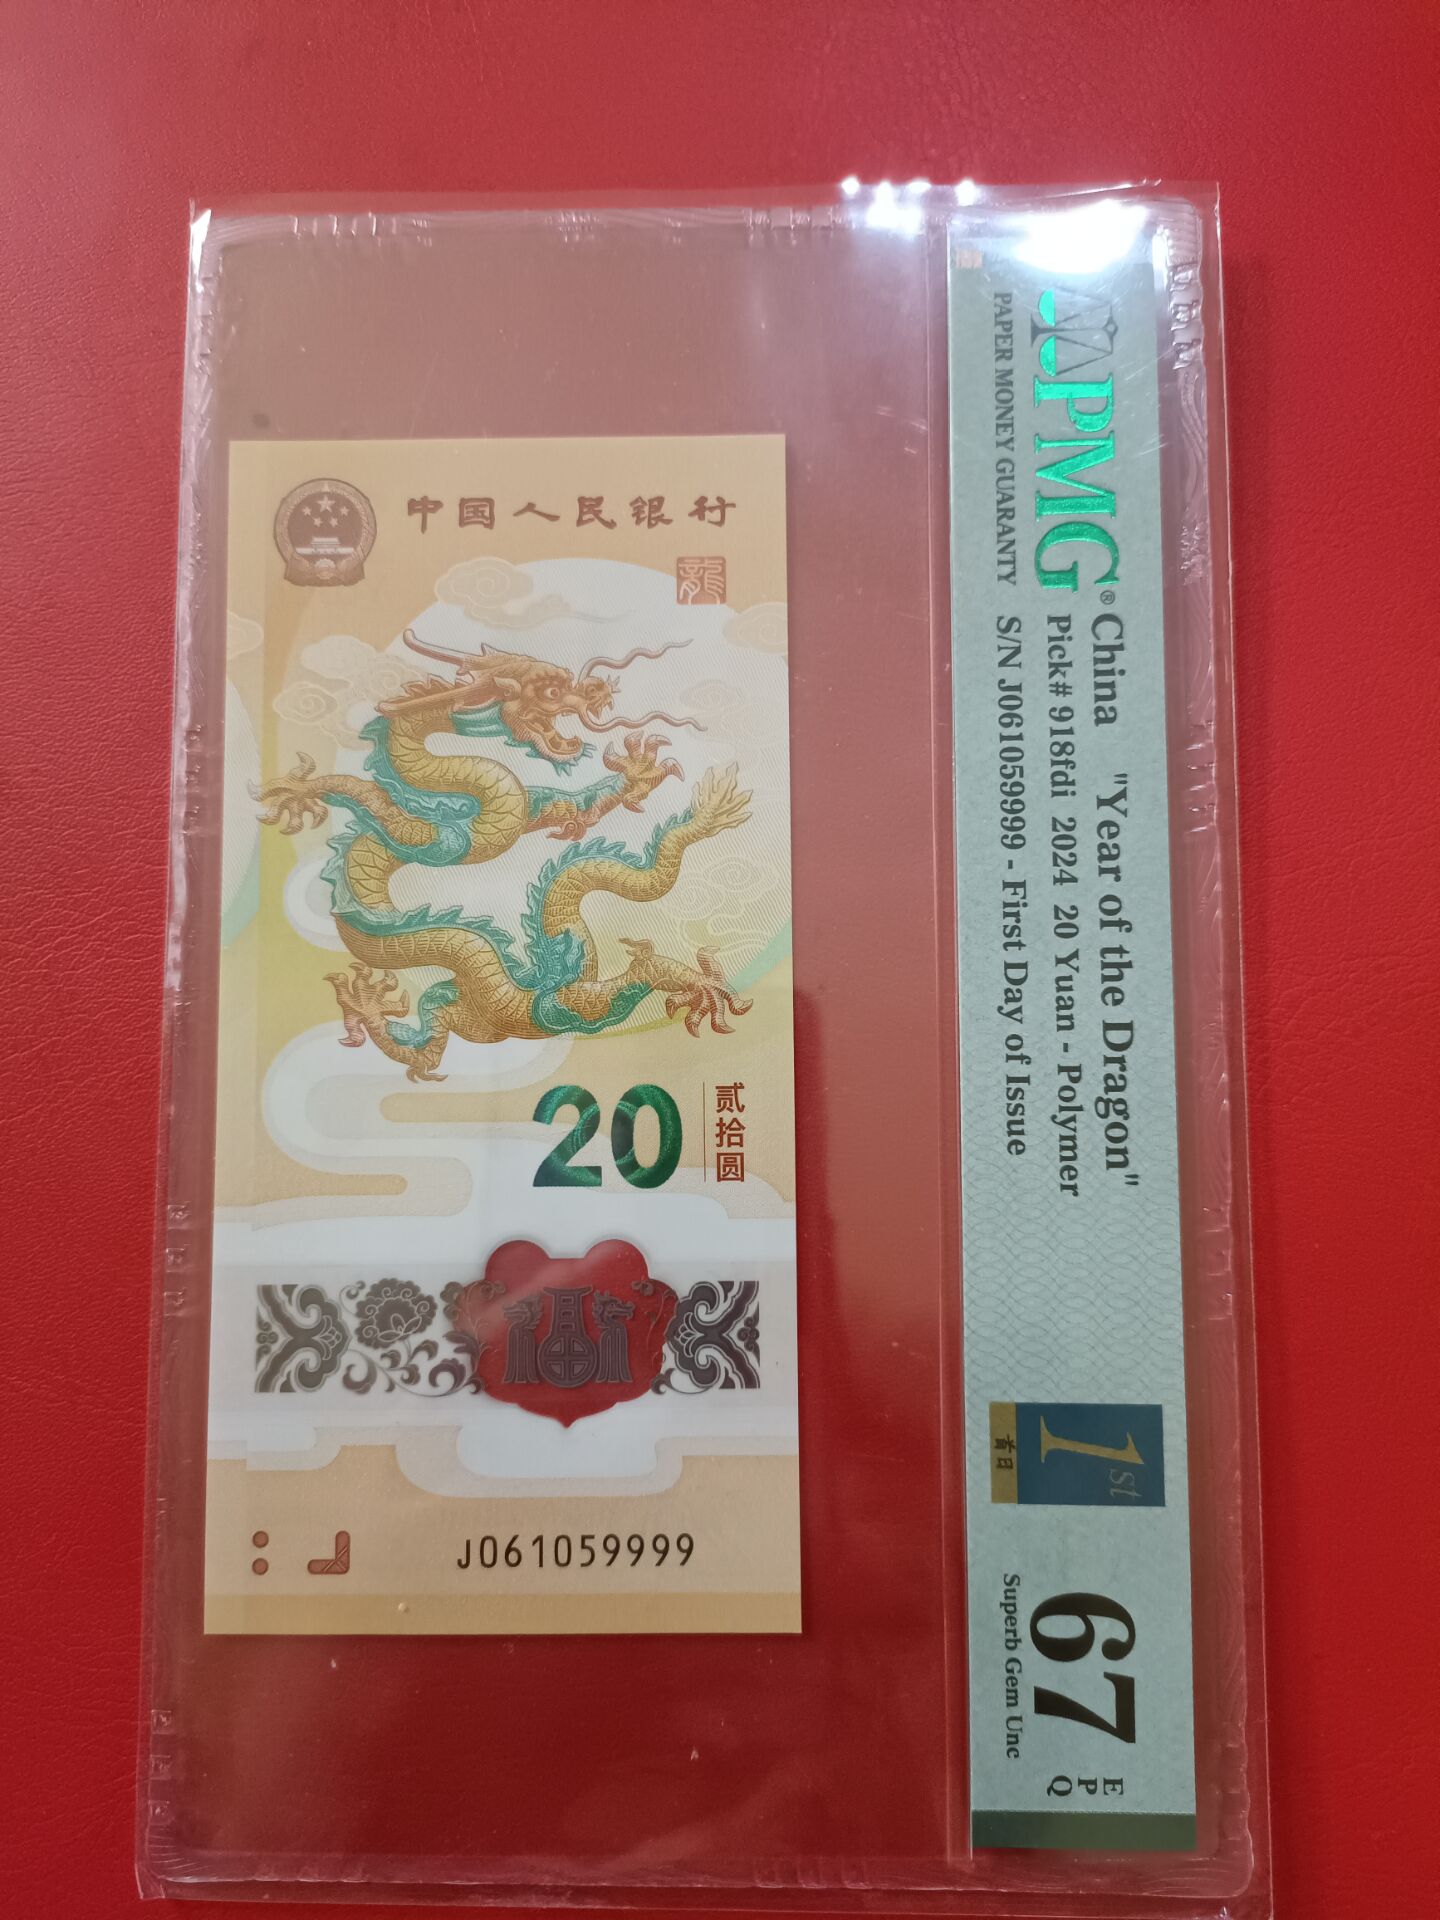 中国人民银行
龍
20
贰拾圆
J061059999
PMG®
PAPER MONEY GUARANTY
China "Year of the Dragon"
Pick# 918fdi 2024 20 Yuan - Polymer
S/N J061059999 - First Day of Issue
1st
首日
67
EPQ
Superb Gem Unc